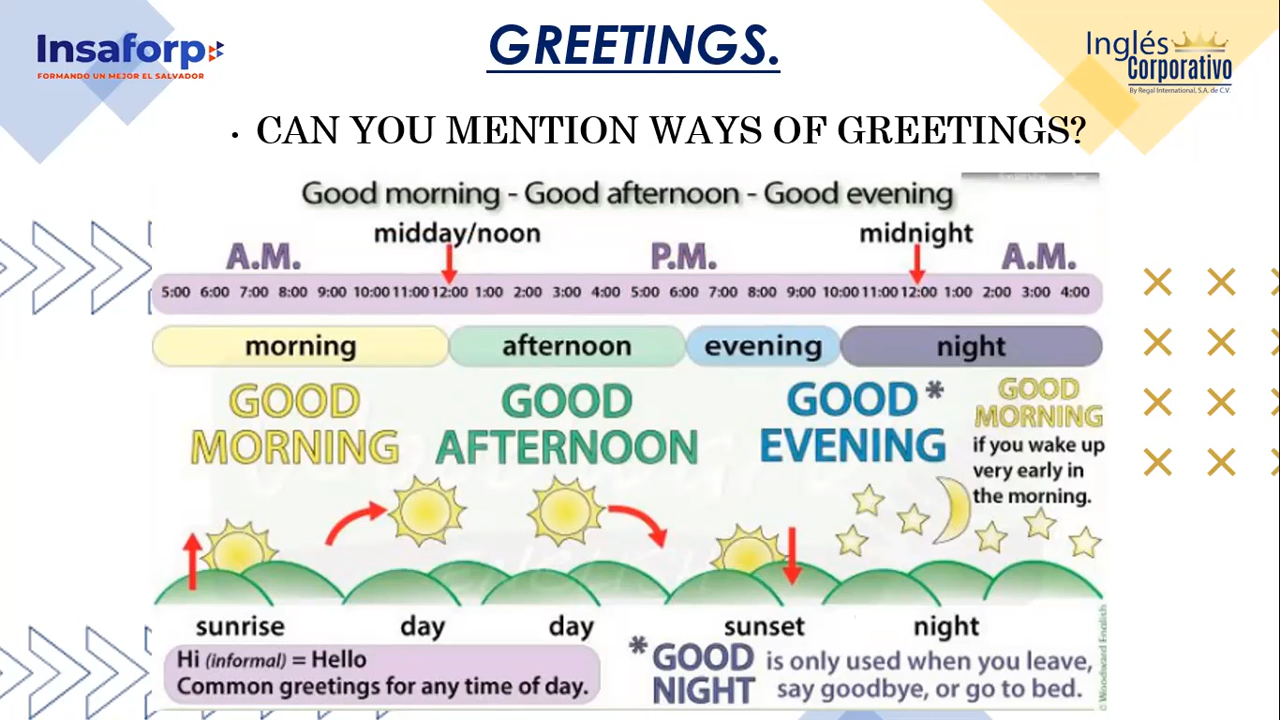 Insaforp
FORMANDO UN MEJOR EL SALVADOR
GREETINGS.
Inglés
Corporativo
By Regal International, S.A. de C.V.
• CAN YOU MENTION WAYS OF GREETINGS?
Good morning - Good afternoon - Good evening
midday/noon midnight
A.M. P.M. A.M.
5:00 6:00 7:00 8:00 9:00 10:00 11:00 12:00 1:00 2:00 3:00 4:00 5:00 6:00 7:00 8:00 9:00 10:00 11:00 12:00 1:00 2:00 3:00 4:00
morning afternoon evening night
GOOD MORNING
GOOD AFTERNOON
GOOD * EVENING
GOOD
MORNING
if you wake up
very early in
the morning.
sunrise day day sunset night
Hi (informal) = Hello
Common greetings for any time of day.
* GOOD NIGHT is only used when you leave,
say goodbye, or go to bed.
© Woodward English